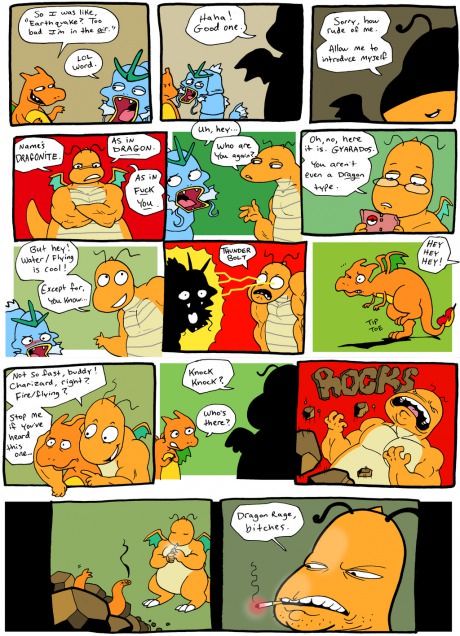 So I was like,
"Earthquake? Too
bad I'm in the air."
LOL
word.
Haha!
Good one.
Sorry, how
rude of me.
Allow me to
introduce myself
Name's
DRAGONITE.
AS IN
DRAGON.
AS IN
FUCK
YOU.
Uh, hey...
Who are
you again?
Oh, no, here
it is. GYARADOS.
You aren't
even a Dragon
type.
But hey!
Water/Flying
is cool!
Except for,
you know...
THUNDER
BOLT
HEY
HEY
HEY!
TIP
TOE
Not so fast, buddy!
Charizard, right?
Fire/flying?
Stop me
if you've
heard
this
one...
Knock
Knock?
Who's
there?
ROCKS
Dragon Rage,
bitches.